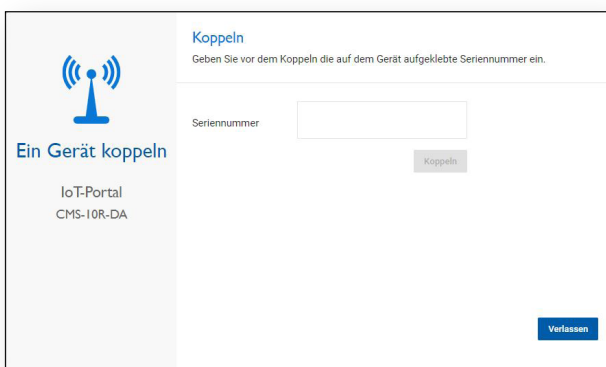 Koppeln
Geben Sie vor dem Koppeln die auf dem Gerät aufgeklebte Seriennummer ein.
Ein Gerät koppeln
IoT-Portal
CMS-10R-DA
Seriennummer
Koppeln
Verlassen